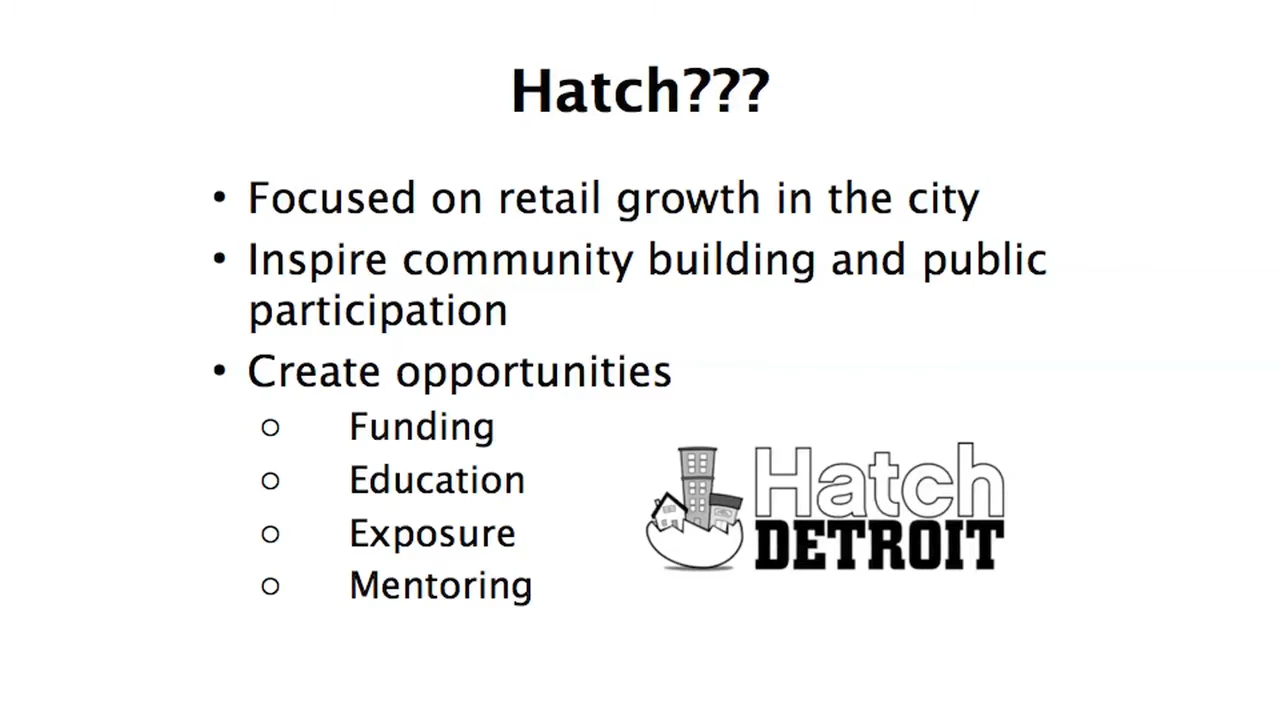 Hatch???
• Focused on retail growth in the city
• Inspire community building and public
participation
• Create opportunities
○ Funding
○ Education
○ Exposure
○ Mentoring
Hatch
DETROIT